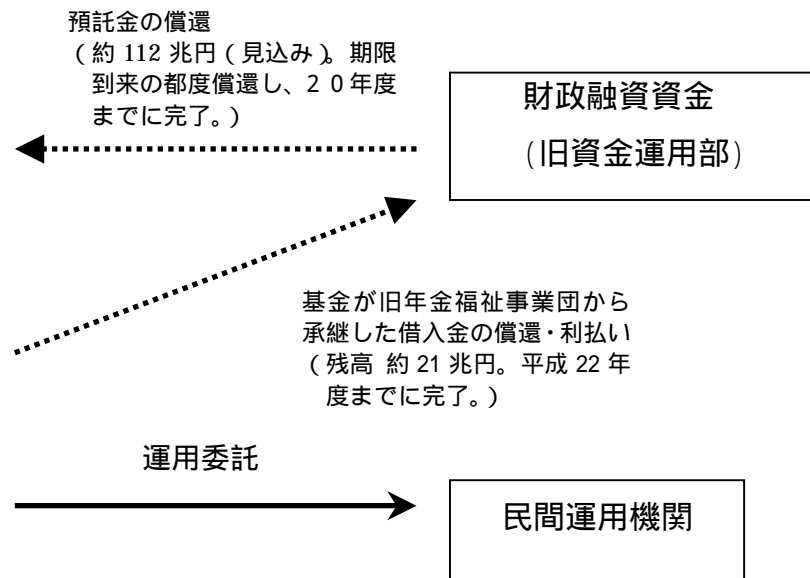 預託金の償還
（約 112 兆円（見込み）。期限
到来の都度償還し、２０年度
までに完了。）
財政融資資金
（旧資金運用部）
基金が旧年金福祉事業団から
承継した借入金の償還・利払い
（残高 約 21 兆円。平成 22 年
度までに完了。）
運用委託
民間運用機関